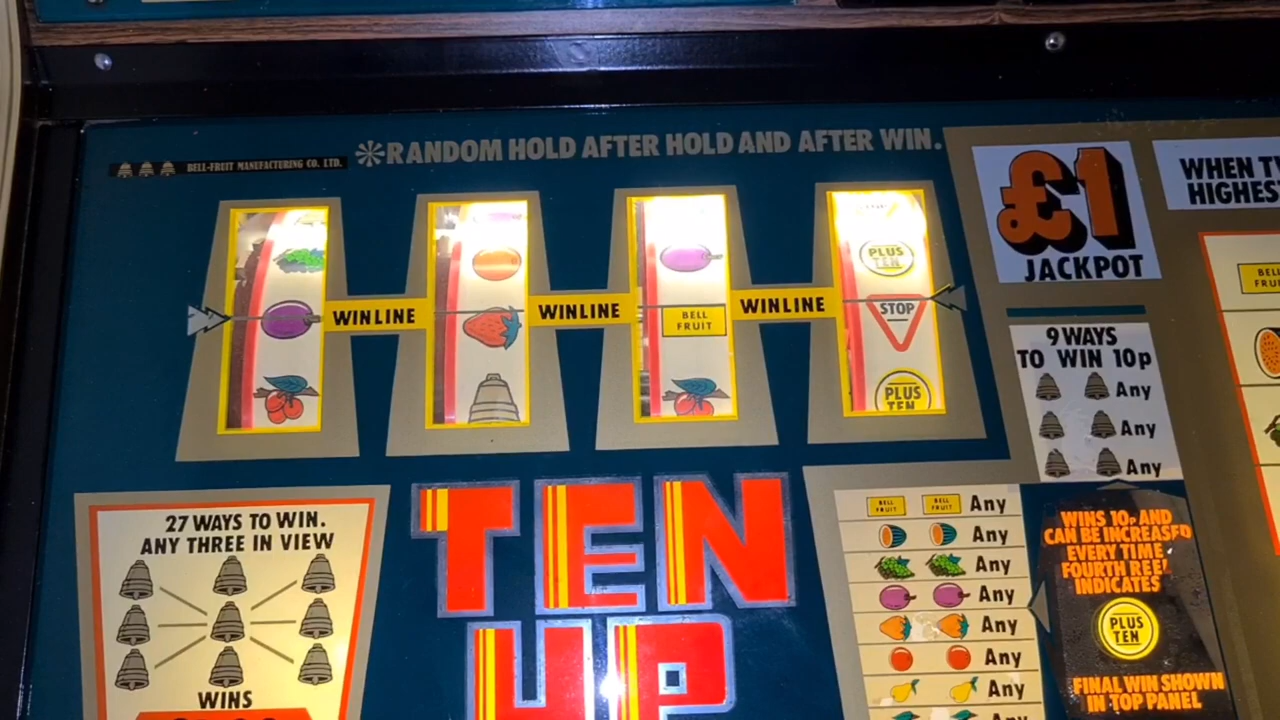 BELL-FRUIT MANUFACTURING CO. LTD.
RANDOM HOLD AFTER HOLD AND AFTER WIN.
£1
JACKPOT
WHEN
HIGHES
PLUS
TEN
WINLINE
WINLINE
WINLINE
BELL
FRUIT
STOP
PLUS
TEN
9 WAYS
TO WIN 10p
Any
Any
Any
27 WAYS TO WIN.
ANY THREE IN VIEW
WINS
TEN
UP
BELL
FRUIT
BELL
FRUIT
Any
Any
Any
Any
Any
Any
Any
WINS 10p AND
CAN BE INCREASED
EVERY TIME
FOURTH REEL
INDICATES
PLUS
TEN
FINAL WIN SHOWN
IN TOP PANEL
BELL